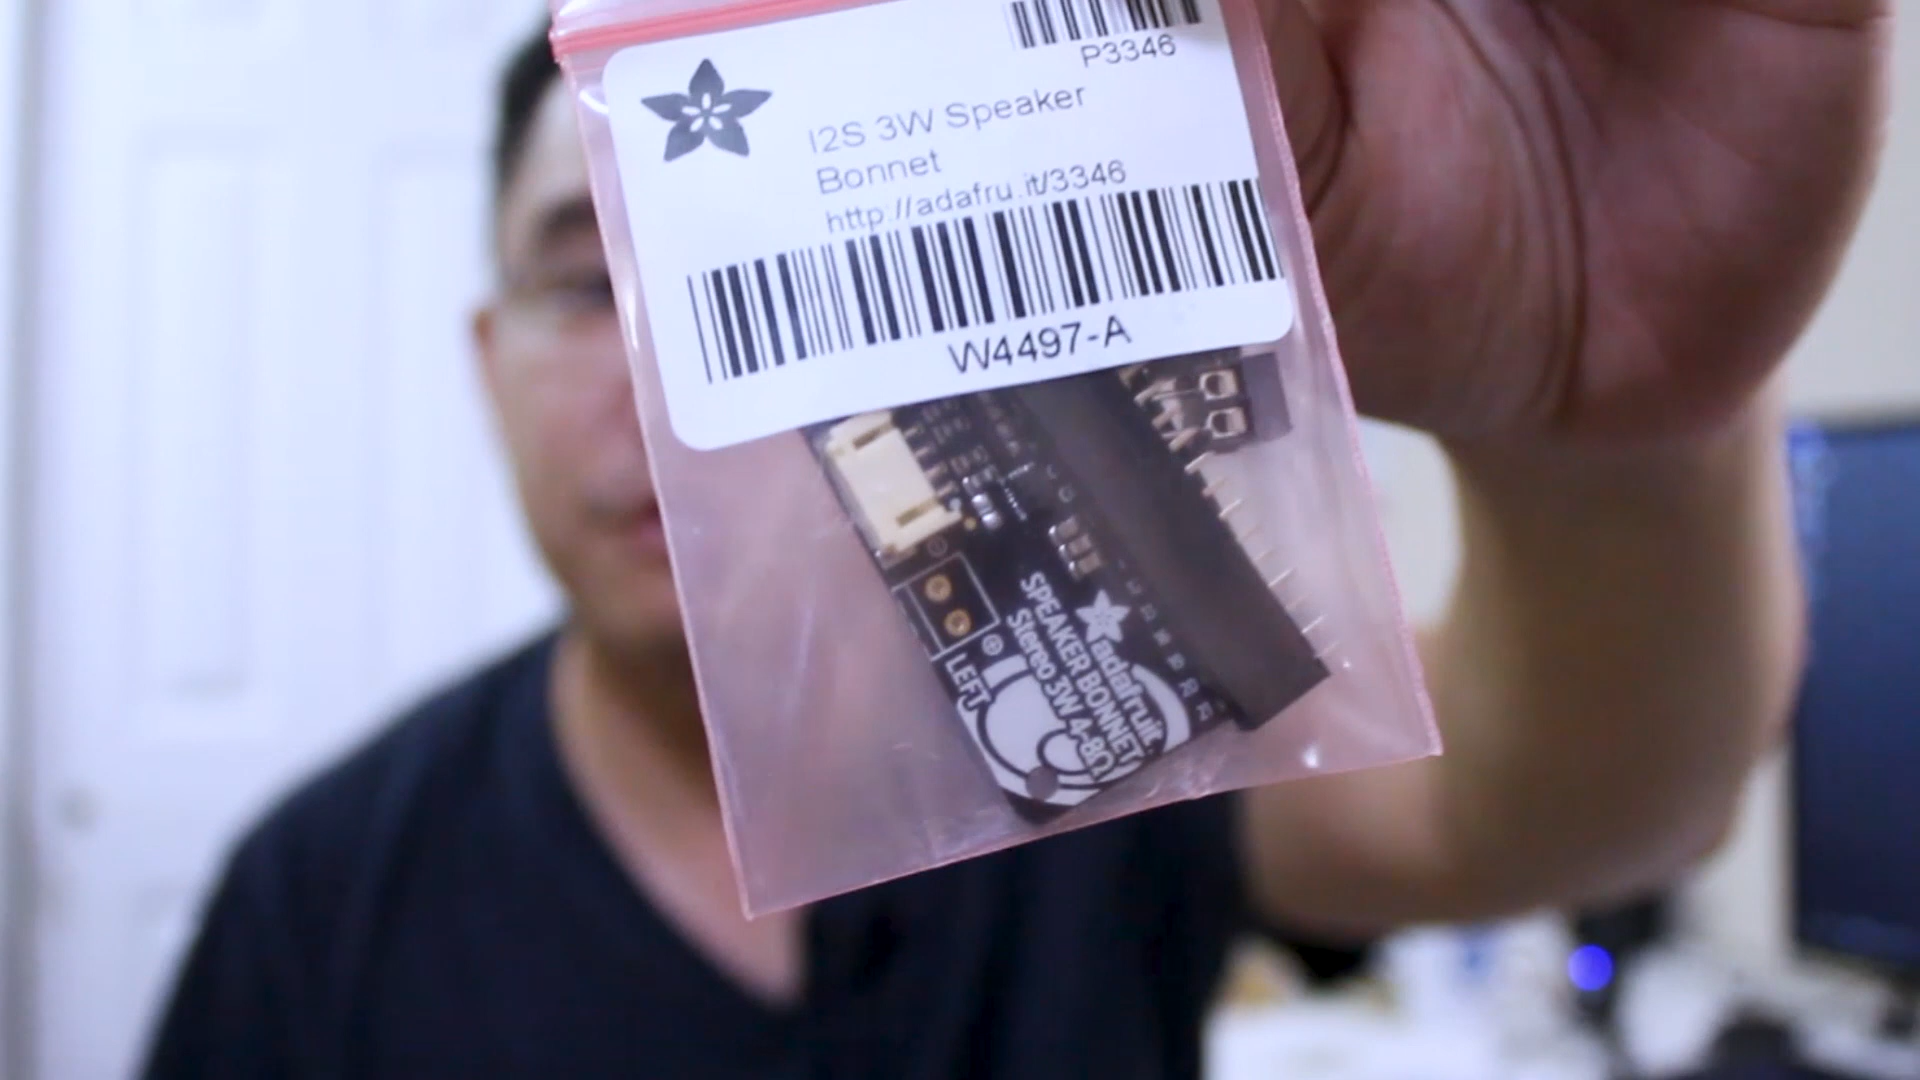 P3346
I2S 3W Speaker
Bonnet
http://adafru.it/3346
W4497-A
adafruit
SPEAKER BONNET
Stereo 3W 4-8Ω
LEFT